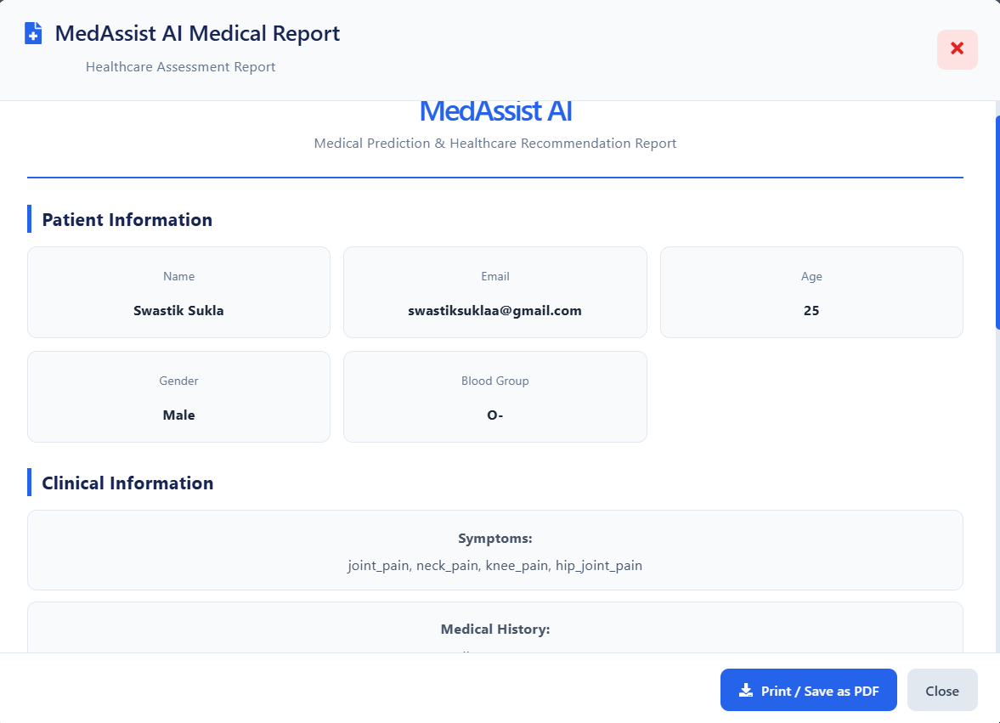 MedAssist AI Medical Report
Healthcare Assessment Report
MedAssist AI
Medical Prediction & Healthcare Recommendation Report
Patient Information
Name
Swastik Sukla
Email
swastiksuklaa@gmail.com
Age
25
Gender
Male
Blood Group
O-
Clinical Information
Symptoms:
joint_pain, neck_pain, knee_pain, hip_joint_pain
Medical History:
Print / Save as PDF
Close